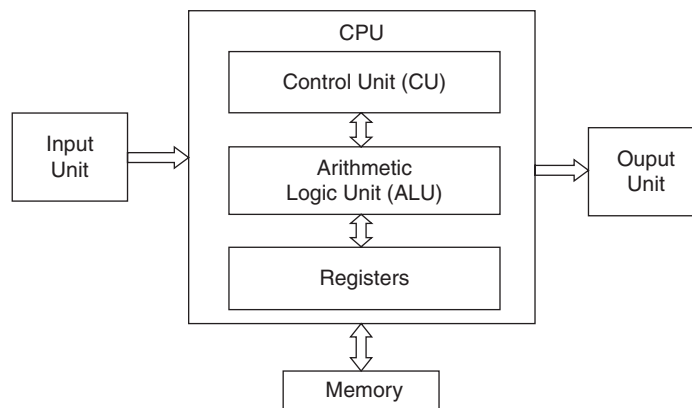 CPU
Control Unit (CU)
Input
Unit
Arithmetic
Logic Unit (ALU)
Ouput
Unit
Registers
Memory